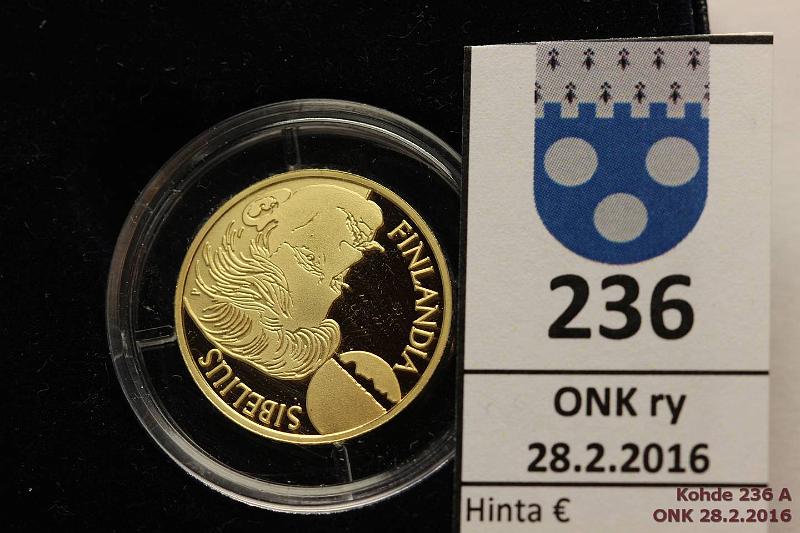 FINLANDIA
SIBELIUS
236
ONK ry
28.2.2016
Hinta €
Kohde 236 A
ONK 28.2.2016